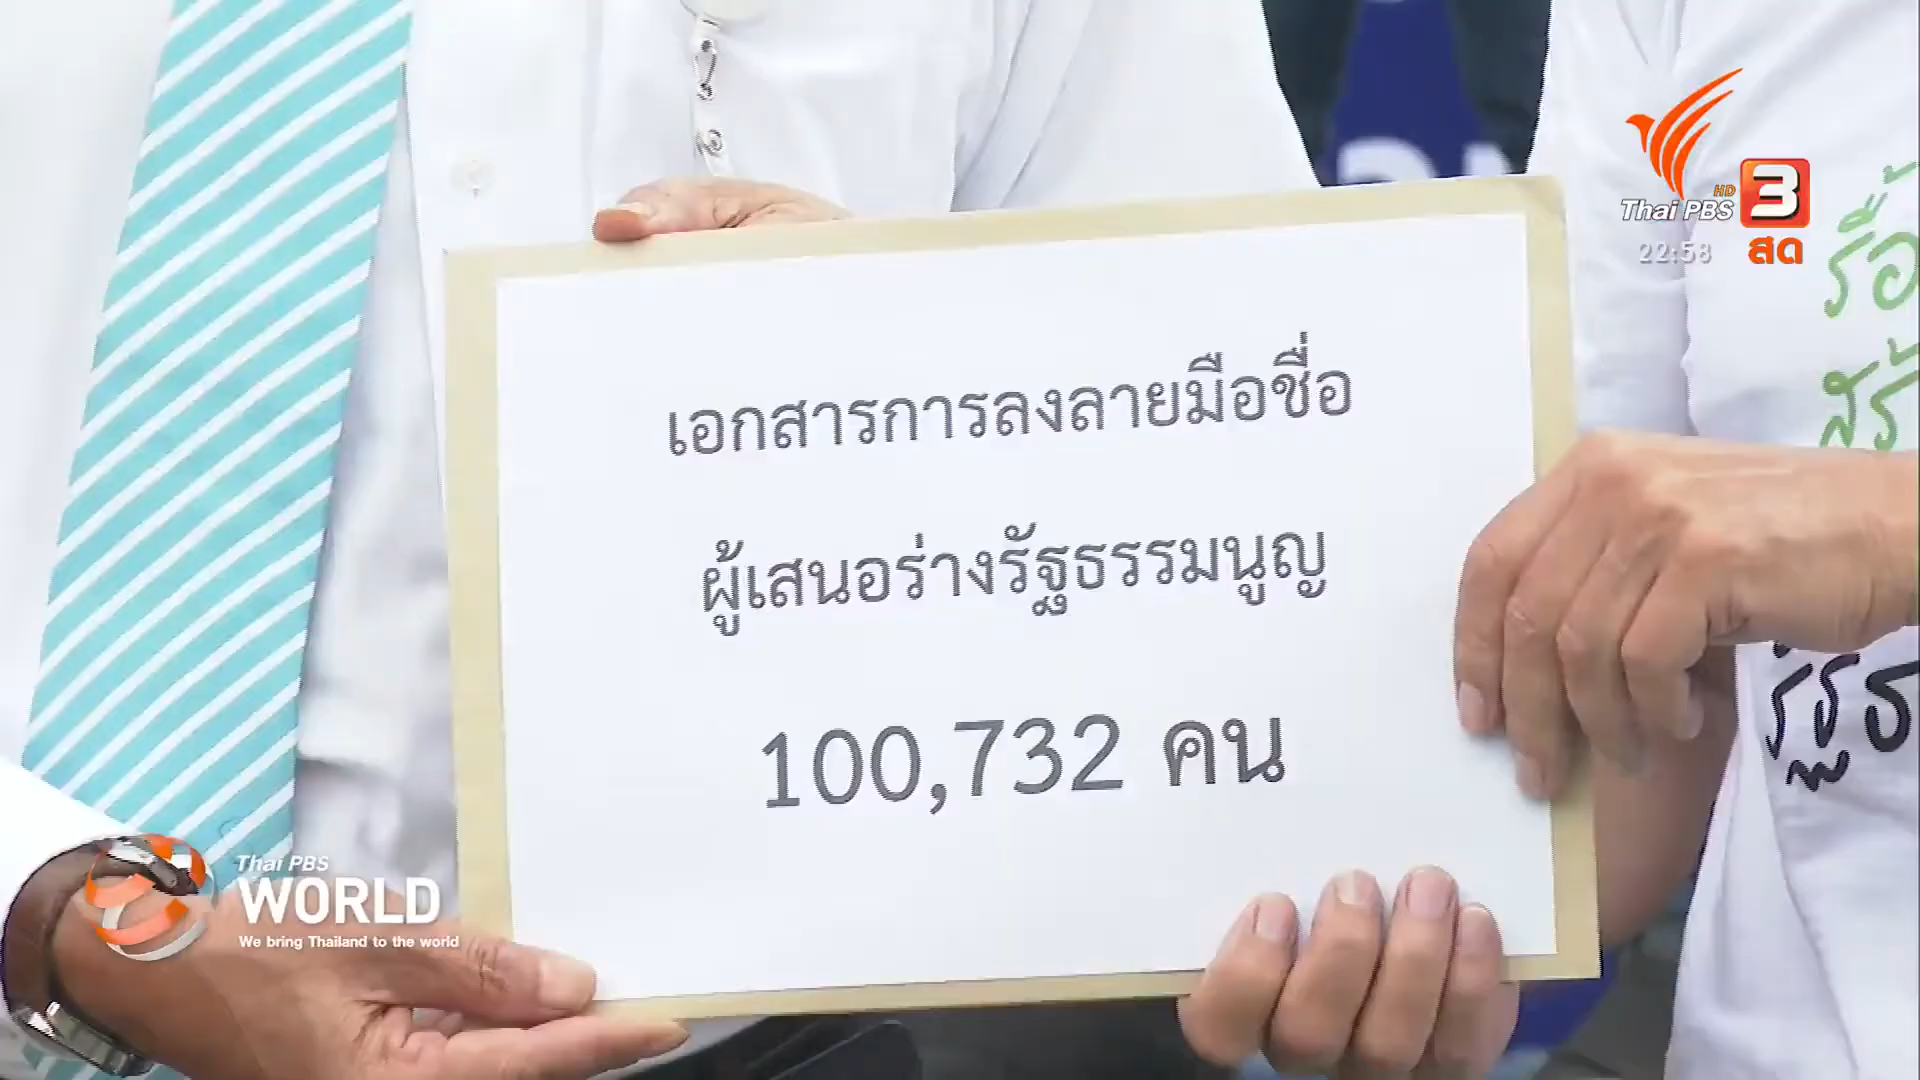 Thai PBS HD 3
22:58 สด
เอกสารการลงลายมือชื่อ
ผู้เสนอร่างรัฐธรรมนูญ
100,732 คน
Thai PBS
WORLD
We bring Thailand to the world